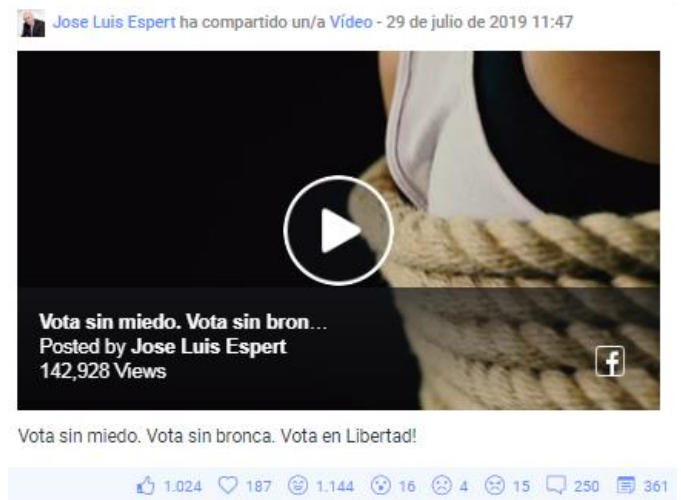 Jose Luis Espert ha compartido un/a Vídeo - 29 de julio de 2019 11:47
Vota sin miedo. Vota sin bron...
Posted by Jose Luis Espert
142,928 Views
Vota sin miedo. Vota sin bronca. Vota en Libertad!
1.024 187 1.144 16 4 15 250 361